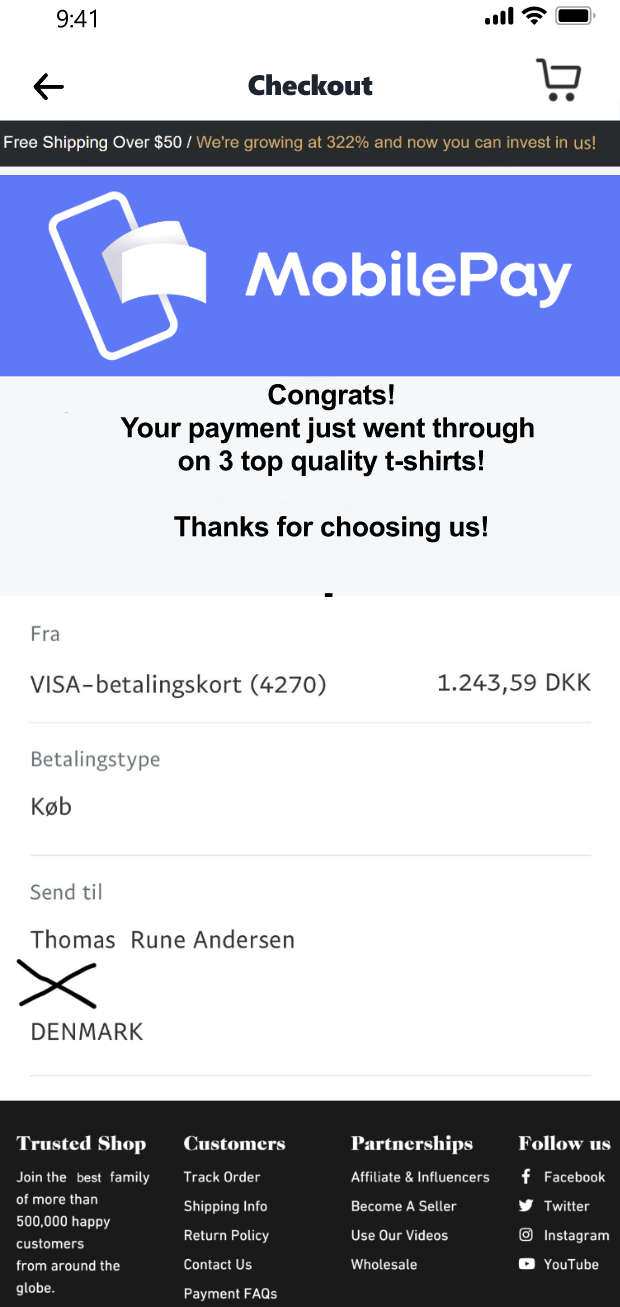 9:41
Checkout
Free Shipping Over $50 / We're growing at 322% and now you can invest in us!
MobilePay
Congrats!
Your payment just went through
on 3 top quality t-shirts!
Thanks for choosing us!
Fra
VISA-betalingskort (4270) 1.243,59 DKK
Betalingstype
Køb
Send til
Thomas Rune Andersen
DENMARK
Trusted Shop
Join the best family
of more than
500,000 happy
customers
from around the
globe.
Customers
Track Order
Shipping Info
Return Policy
Contact Us
Payment FAQs
Partnerships
Affiliate & Influencers
Become A Seller
Use Our Videos
Wholesale
Follow us
Facebook
Twitter
Instagram
YouTube